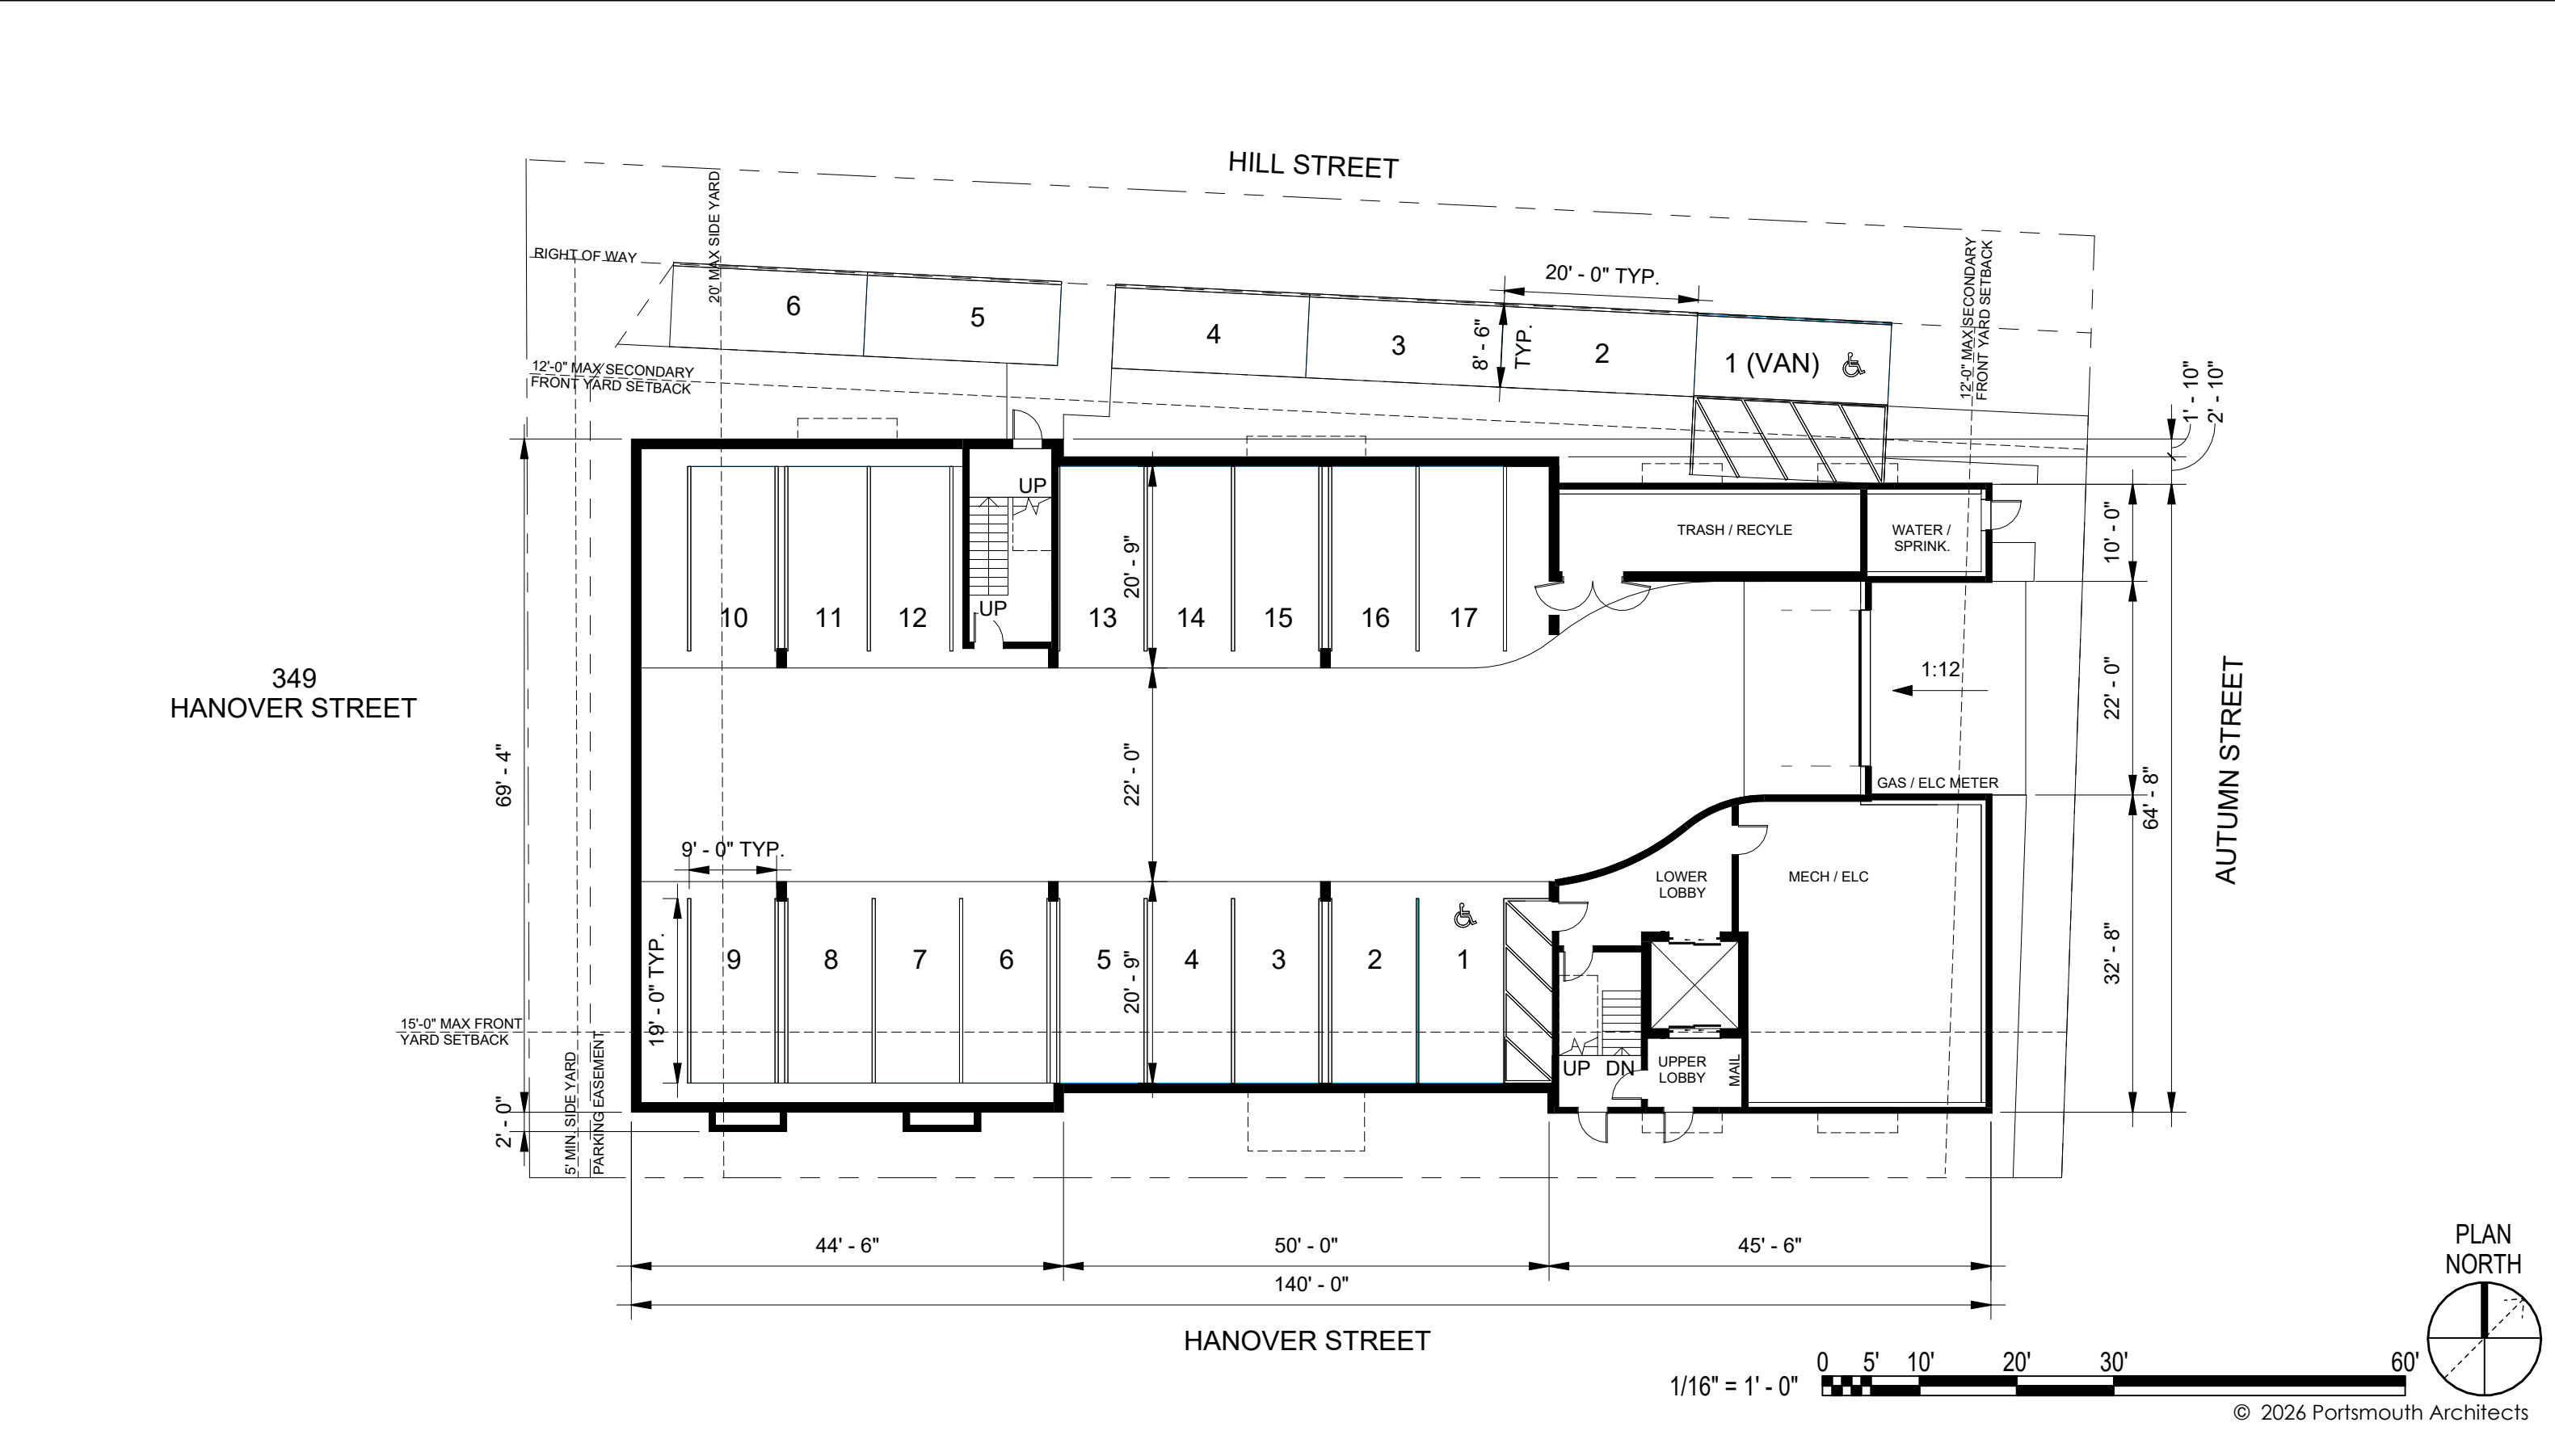 HILL STREET
20' MAX SIDE YARD
RIGHT OF WAY
12'-0" MAX SECONDARY
FRONT YARD SETBACK
20' - 0" TYP.
6
5
4
3
8' - 6"
TYP.
2
1 (VAN)
12'-0" MAX SECONDARY
FRONT YARD SETBACK
1' - 10"
2' - 10"
12'-0" MAX SECONDARY
FRONT YARD SETBACK
UP
UP
TRASH / RECYLE
WATER /
SPRINK.
10' - 0"
20' - 9"
10
11
12
13
14
15
16
17
349
HANOVER STREET
1:12
22' - 0"
AUTUMN STREET
69' - 4"
22' - 0"
GAS / ELC METER
64' - 8"
9' - 0" TYP.
LOWER
LOBBY
MECH / ELC
19' - 0" TYP.
9
8
7
6
5
20' - 9"
4
3
2
1
32' - 8"
15'-0" MAX FRONT
YARD SETBACK
UP
DN
UPPER
LOBBY
MAIL
2' - 0"
5' MIN. SIDE YARD
PARKING EASEMENT
44' - 6"
50' - 0"
45' - 6"
140' - 0"
HANOVER STREET
PLAN
NORTH
1/16" = 1' - 0"
0
5'
10'
20'
30'
60'
© 2026 Portsmouth Architects